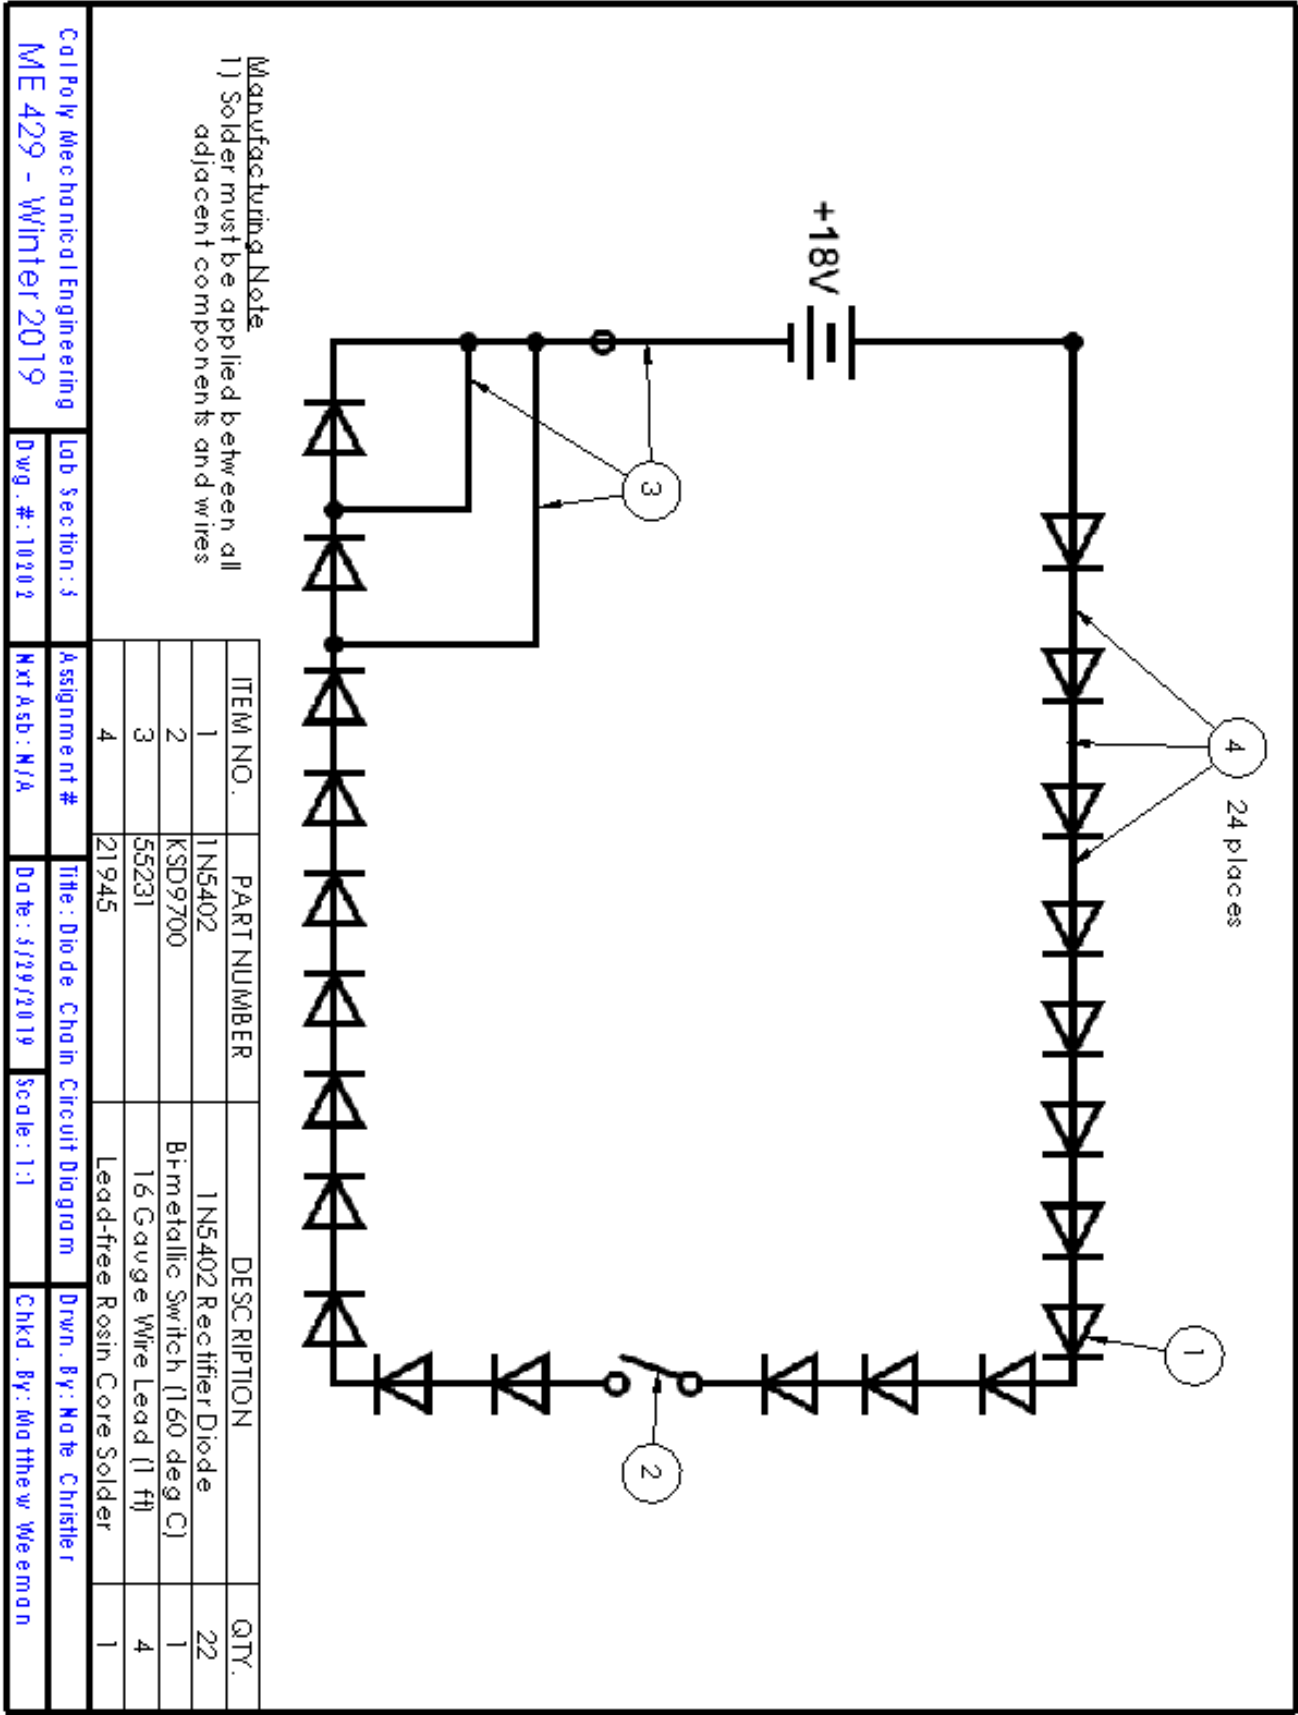 4
24 places
1
+18V
3
2
Manufacturing Note
1) Solder must be applied between all
adjacent components and wires
ITEM NO. PART NUMBER DESCRIPTION QTY.
1 1N5402 1N5402 Rectifier Diode 22
2 KSD9700 Bi-metallic Switch (160 deg C) 1
3 55231 16 Gauge Wire Lead (1 ft) 4
4 21945 Lead-free Rosin Core Solder 1
Cal Poly Mechanical Engineering Lab Section: 5 Assignment # Title: Diode Chain Circuit Diagram Drwn. By: Nate Christler
ME 429 - Winter 2019 Dwg. #: 10202 Nxt Asb: N/A Date: 5/29/2019 Scale: 1:1 Chkd. By: Matthew Weeman